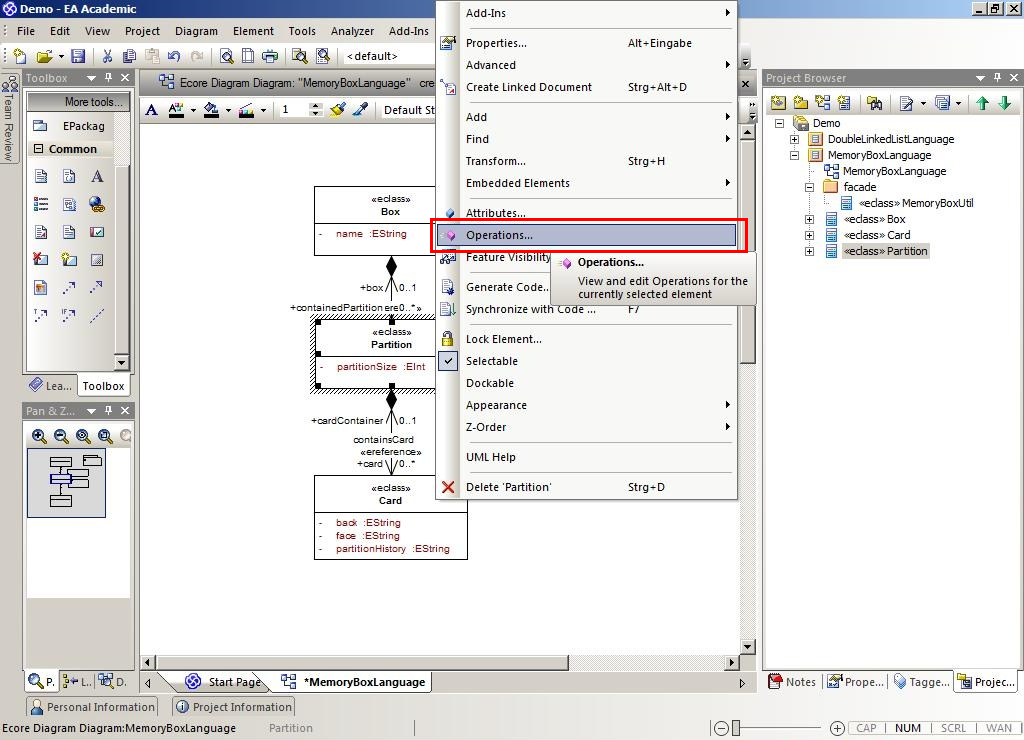 Demo - EA Academic
File Edit View Project Diagram Element Tools Analyzer Add-Ins
<default>
Toolbox
More tools...
EPackag
Common
Team Review
Lea... Toolbox
Pan & Z...
P. L.. D.
Ecore Diagram Diagram: "MemoryBoxLanguage" cre
1 Default St
«eclass»
Box
- name :EString
+box 0..1
+containedPartition ere0..*»
«eclass»
Partition
- partitionSize :EInt
+cardContainer 0..1
containsCard
«ereference»
+card 0..*
«eclass»
Card
- back :EString
- face :EString
- partitionHistory :EString
Add-Ins
Properties... Alt+Eingabe
Advanced
Create Linked Document Strg+Alt+D
Add
Find
Transform... Strg+H
Embedded Elements
Attributes...
Operations...
Feature Visibility
Generate Code..
Synchronize with Code ... F7
Lock Element...
Selectable
Dockable
Appearance
Z-Order
UML Help
Delete 'Partition' Strg+D
Operations...
View and edit Operations for the
currently selected element
Project Browser
Demo
DoubleLinkedListLanguage
MemoryBoxLanguage
MemoryBoxLanguage
facade
«eclass» MemoryBoxUtil
«eclass» Box
«eclass» Card
«eclass» Partition
Start Page *MemoryBoxLanguage
Notes Prope... Tagge... Projec...
Personal Information Project Information
Ecore Diagram Diagram:MemoryBoxLanguage Partition CAP NUM SCRL WAN